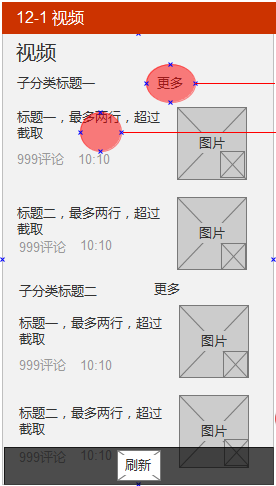 12-1 视频
视频
子分类标题一
更多
标题一，最多两行，超过
截取
999评论 10:10
图片
标题二，最多两行，超过
截取
999评论 10:10
图片
子分类标题二
更多
标题一，最多两行，超过
截取
999评论 10:10
图片
标题二，最多两行，超过
截取
999评论 10:10
图片
刷新